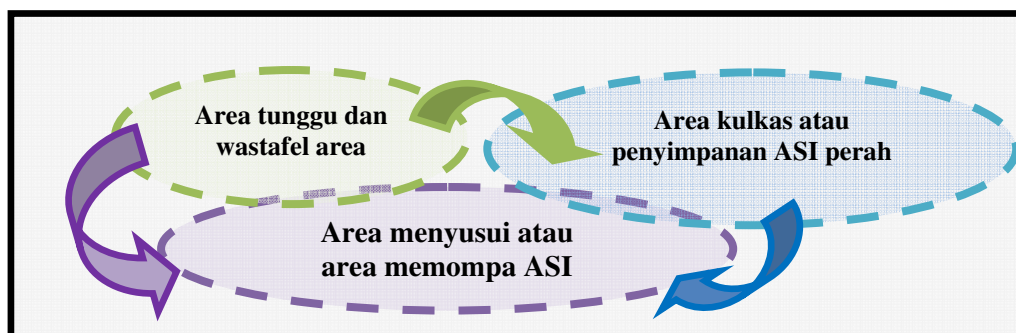 Area tunggu dan
wastafel area
Area kulkas atau
penyimpanan ASI perah
Area menyusui atau
area memompa ASI